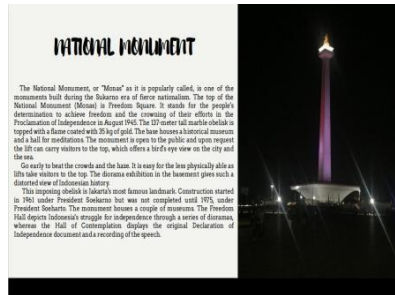 NATIONAL MONUMENT
The National Monument, or "Monas" as it is popularly called, is one of the
monuments built during the Sukarno era of fierce nationalism. The top of the
National Monument (Monas) is Freedom Square. It stands for the people's
determination to achieve freedom and the crowning of their efforts in the
Proclamation of Independence in August 1945. The 137-meter tall marble obelisk is
topped with a flame coated with 35 kg of gold. The base houses a historical museum
and a hall for meditations. The monument is open to the public and upon request
the lift can carry visitors to the top, which offers a bird's eye view on the city and
the sea.
Go early to beat the crowds and the haze. It is easy for the less physically able as
lifts take visitors to the top. The diorama exhibition in the basement gives such a
distorted view of Indonesian history.
This imposing obelisk is Jakarta's most famous landmark. Construction started
in 1961 under President Soekarno but was not completed until 1975, under
President Soeharto. The monument houses a couple of museums. The Freedom
Hall depicts Indonesia's struggle for independence through a series of dioramas,
whereas the Hall of Contemplation displays the original Declaration of
Independence document and a recording of the speech.